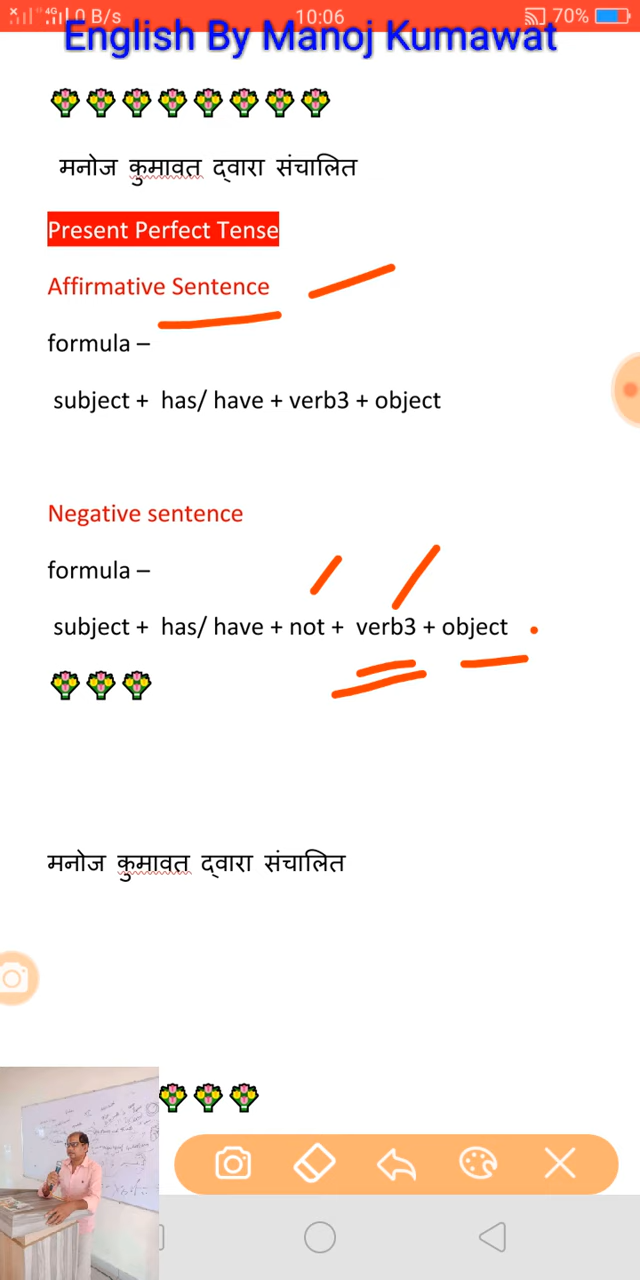 0 B/s 10:06 70%
English By Manoj Kumawat
मनोज कुमावत द्वारा संचालित
Present Perfect Tense
Affirmative Sentence
formula –
subject + has/ have + verb3 + object
Negative sentence
formula –
subject + has/ have + not + verb3 + object
मनोज कुमावत द्वारा संचालित